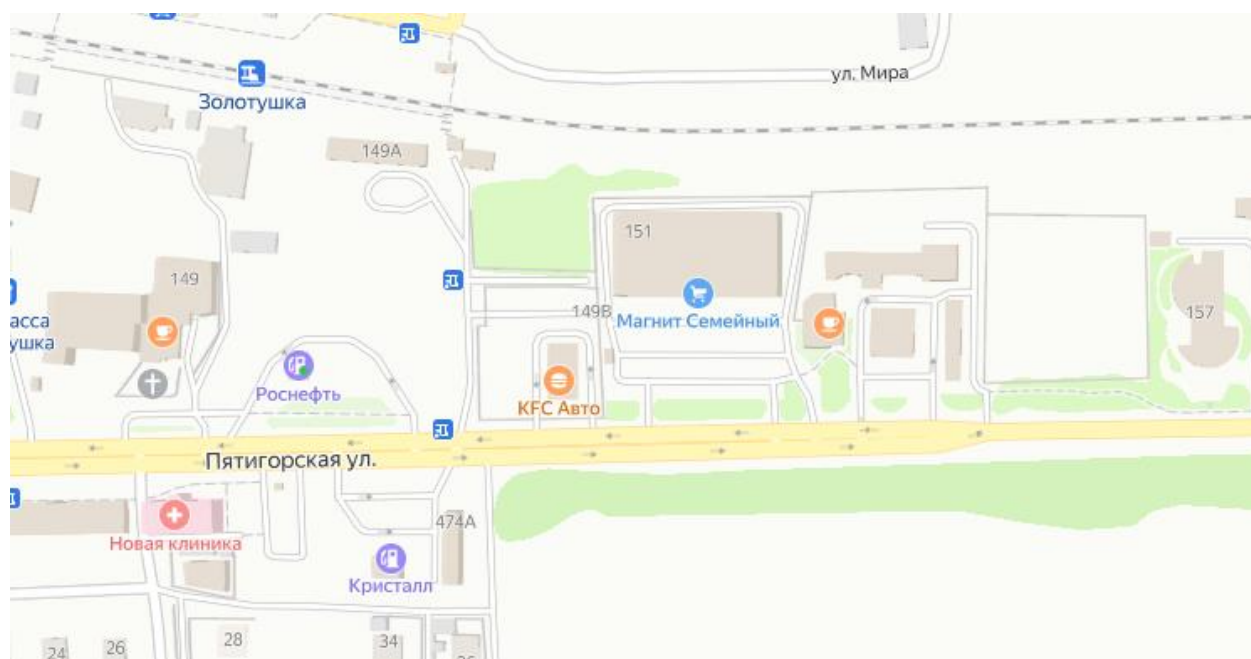 ул. Мира
Золотушка
149А
151
149
149В
асса
ушка
Магнит Семейный
157
Роснефть
KFC Авто
Пятигорская ул.
474А
Новая клиника
Кристалл
24
26
28
34